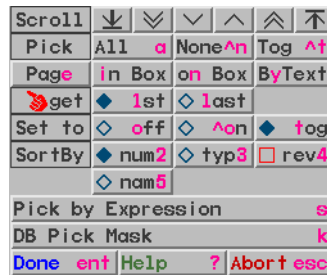 Scroll
Pick All a None^n Tog ^t
Page in Box on Box ByText
get 1st last
Set to off ^on tog
SortBy num2 typ3 rev4
nam5
Pick by Expression s
DB Pick Mask k
Done ent Help ? Abort esc